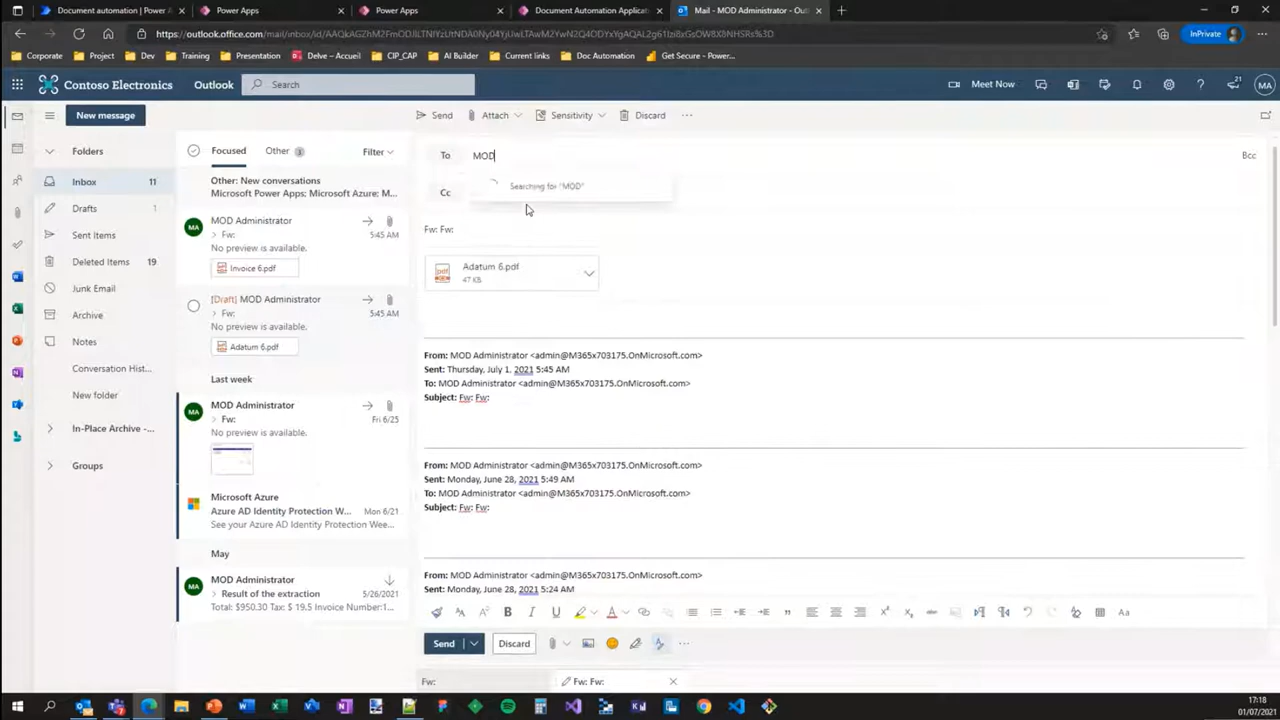 Document automation | Power A
Power Apps
Power Apps
Document Automation Applicati
Mail - MOD Administrator - Outl
Corporate
Project
Dev
Training
Presentation
Delve – Accueil
CIP_CAP
AI Builder
Current links
Doc Automation
Get Secure - Power...
InPrivate
Contoso Electronics
Outlook
Search
Meet Now
21
MA
New message
Send
Attach
Sensitivity
Discard
Folders
Inbox 11
Drafts 1
Sent Items
Deleted Items 19
Junk Email
Archive
Notes
Conversation Hist...
New folder
In-Place Archive -...
Groups
Focused
Other
Filter
Other: New conversations
Microsoft Power Apps; Microsoft Azure; M...
MA
MOD Administrator
Fw:
5:45 AM
No preview is available.
Invoice 6.pdf
[Draft] MOD Administrator
Fw:
5:45 AM
No preview is available.
Adatum 6.pdf
Last week
MA
MOD Administrator
Fw:
Fri 6/25
No preview is available.
Microsoft Azure
Azure AD Identity Protection W... Mon 6/21
See your Azure AD Identity Protection Wee...
May
MA
MOD Administrator
Result of the extraction 5/26/2021
Total: $950.30 Tax: $ 19.5 Invoice Number:1...
To
MOD
Bcc
Searching for "MOD"
Cc
Fw: Fw:
Adatum 6.pdf
47 KB
From: MOD Administrator <admin@M365x703175.OnMicrosoft.com>
Sent: Thursday, July 1, 2021 5:45 AM
To: MOD Administrator <admin@M365x703175.OnMicrosoft.com>
Subject: Fw: Fw:
From: MOD Administrator <admin@M365x703175.OnMicrosoft.com>
Sent: Monday, June 28, 2021 5:49 AM
To: MOD Administrator <admin@M365x703175.OnMicrosoft.com>
Subject: Fw: Fw:
From: MOD Administrator <admin@M365x703175.OnMicrosoft.com>
Sent: Monday, June 28, 2021 5:24 AM
Send
Discard
Fw:
Fw: Fw:
17:18
01/07/2021